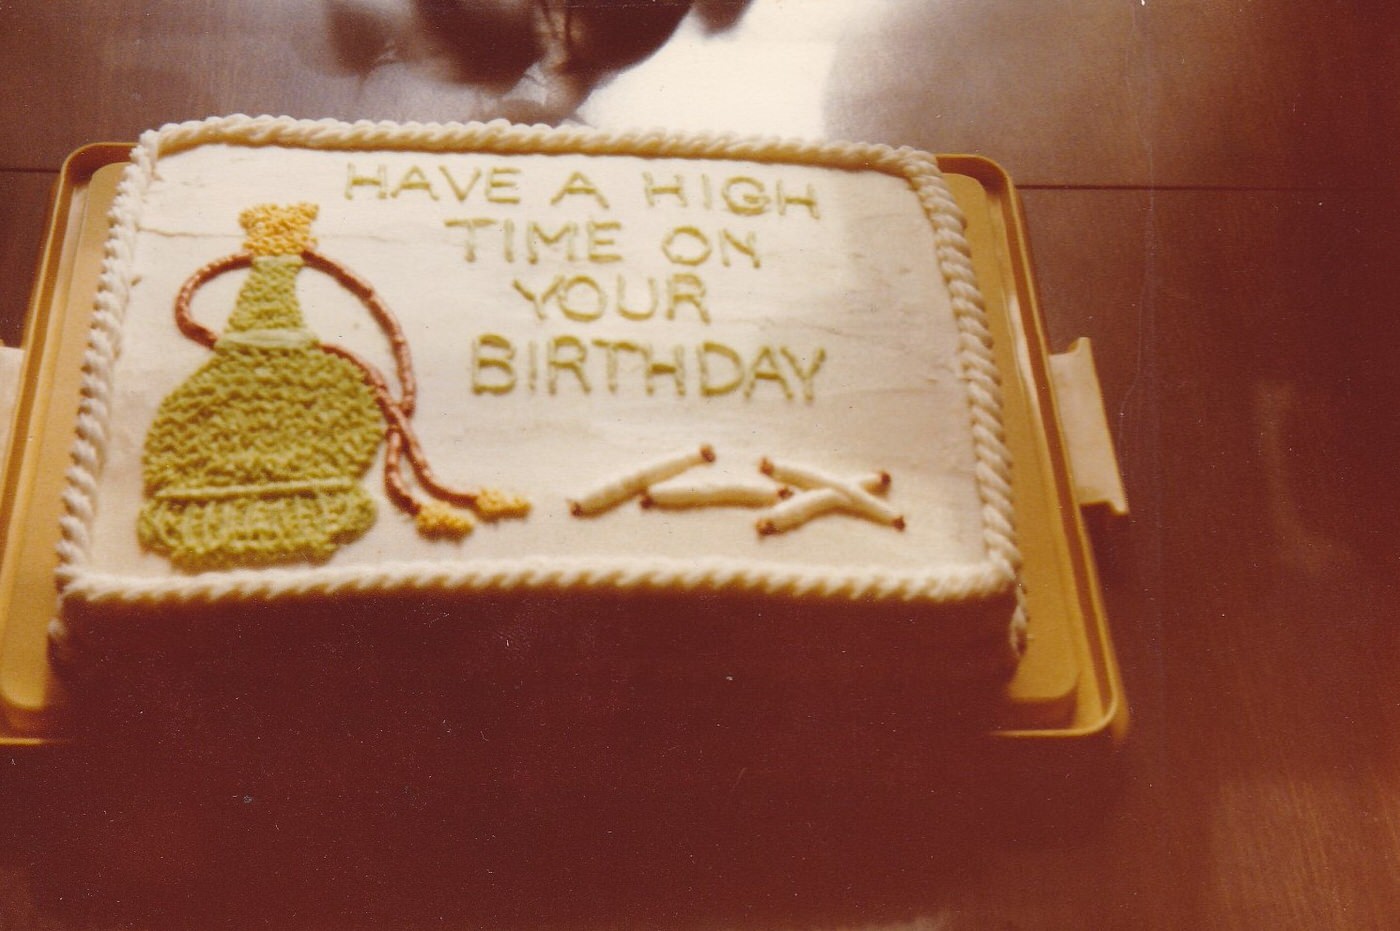 HAVE A HIGH
TIME ON
YOUR
BIRTHDAY